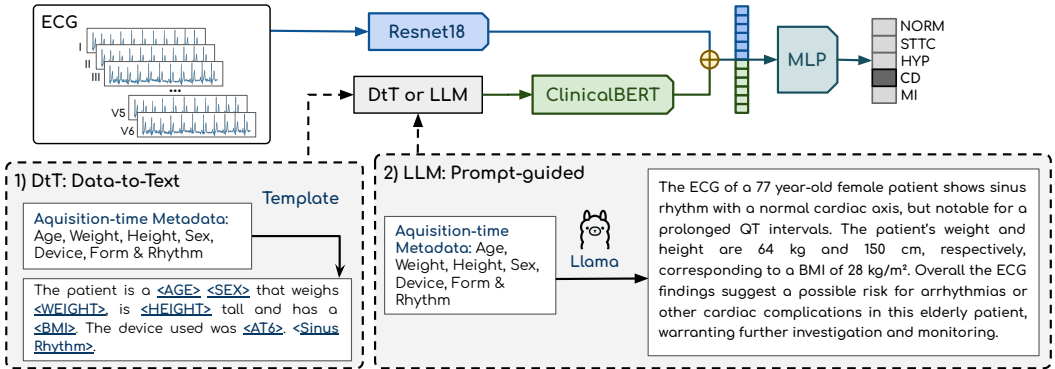 ECG
I
II
III
...
V5
V6
Resnet18
DtT or LLM
ClinicalBERT
MLP
NORM
STTC
HYP
CD
MI
1) DtT: Data-to-Text
Template
Aquisition-time Metadata:
Age, Weight, Height, Sex,
Device, Form & Rhythm
The patient is a <AGE> <SEX> that weighs
<WEIGHT>, is <HEIGHT> tall and has a
<BMI>. The device used was <AT6>. <Sinus
Rhythm>.
2) LLM: Prompt-guided
Aquisition-time
Metadata: Age,
Weight, Height, Sex,
Device, Form &
Rhythm
Llama
The ECG of a 77 year-old female patient shows sinus
rhythm with a normal cardiac axis, but notable for a
prolonged QT intervals. The patient's weight and
height are 64 kg and 150 cm, respectively,
corresponding to a BMI of 28 kg/m². Overall the ECG
findings suggest a possible risk for arrhythmias or
other cardiac complications in this elderly patient,
warranting further investigation and monitoring.